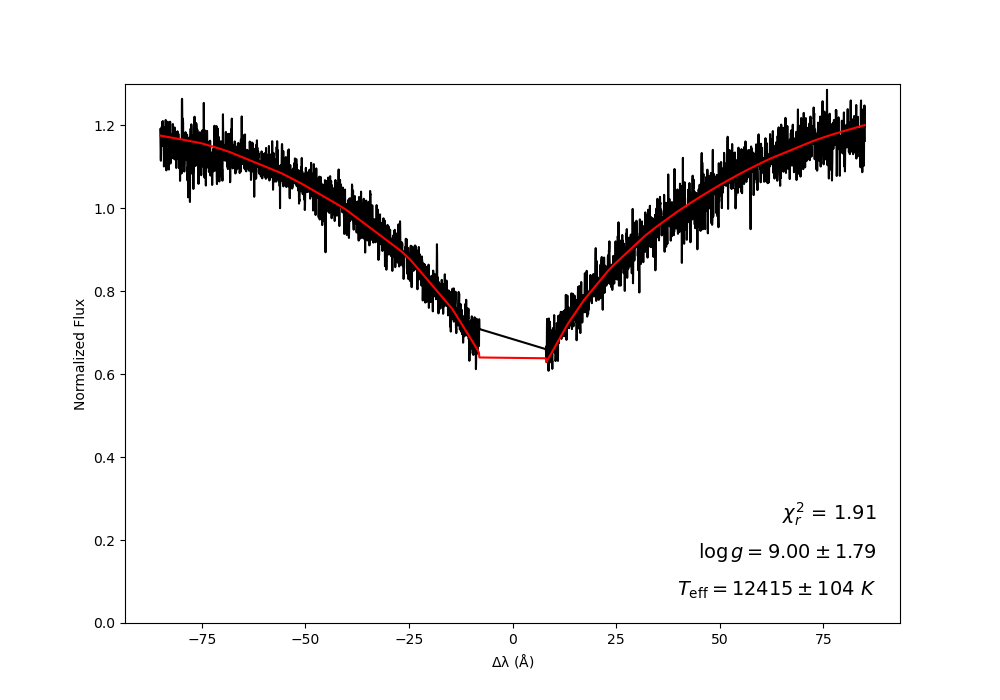 1.2
1.0
0.8
0.6
0.4
0.2
0.0
Normalized Flux
χ²ᵣ = 1.91
log g = 9.00 ± 1.79
T_eff = 12415 ± 104 K
−75
−50
−25
0
25
50
75
Δλ (Å)